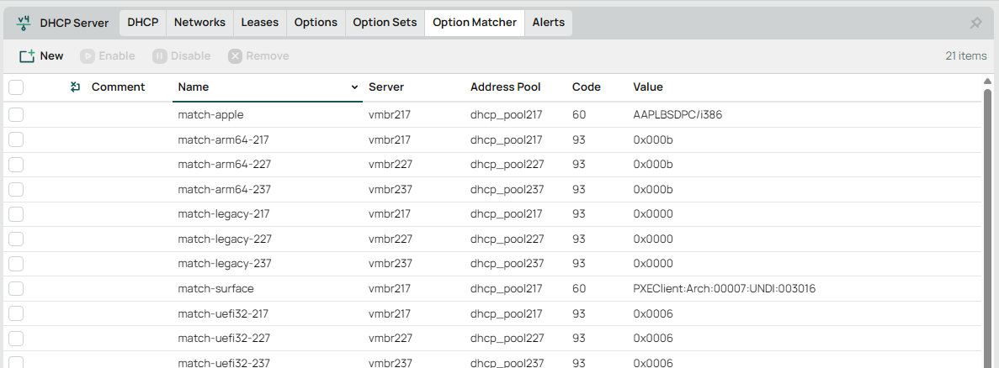 v4 DHCP Server DHCP Networks Leases Options Option Sets Option Matcher Alerts
New Enable Disable Remove 21 items
Comment Name Server Address Pool Code Value
match-apple vmbr217 dhcp_pool217 60 AAPLBSDPC/i386
match-arm64-217 vmbr217 dhcp_pool217 93 0x000b
match-arm64-227 vmbr227 dhcp_pool227 93 0x000b
match-arm64-237 vmbr237 dhcp_pool237 93 0x000b
match-legacy-217 vmbr217 dhcp_pool217 93 0x0000
match-legacy-227 vmbr227 dhcp_pool227 93 0x0000
match-legacy-237 vmbr237 dhcp_pool237 93 0x0000
match-surface vmbr217 dhcp_pool217 60 PXEClient:Arch:00007:UNDI:003016
match-uefi32-217 vmbr217 dhcp_pool217 93 0x0006
match-uefi32-227 vmbr227 dhcp_pool227 93 0x0006
match-uefi32-237 vmbr237 dhcp_pool237 93 0x0006